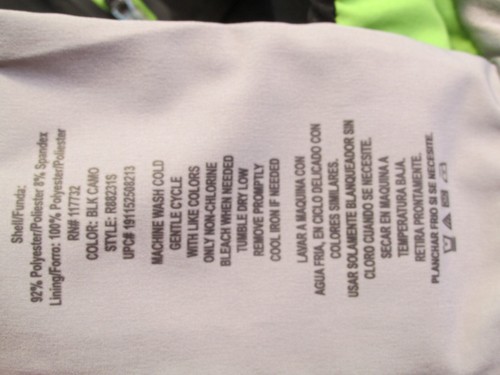 Shell/Funda:
92% Polyester/Poliester 8% Spandex
Lining/Forro: 100% Polyester/Poliester
RN# 117732
COLOR: BLK CAMO
STYLE: R88231S
UPC# 191152508213
MACHINE WASH COLD
GENTLE CYCLE
WITH LIKE COLORS
ONLY NON-CHLORINE
BLEACH WHEN NEEDED
TUMBLE DRY LOW
REMOVE PROMPTLY
COOL IRON IF NEEDED
LAVAR A MAQUINA CON
AGUA FRIA, EN CICLO DELICADO CON
COLORES SIMILARES.
USAR SOLAMENTE BLANQUEADOR SIN
CLORO CUANDO SE NECESITE.
SECAR EN MAQUINA A
TEMPERATURA BAJA.
RETIRA PRONTAMENTE.
PLANCHAR FRIO SI SE NECESITE.